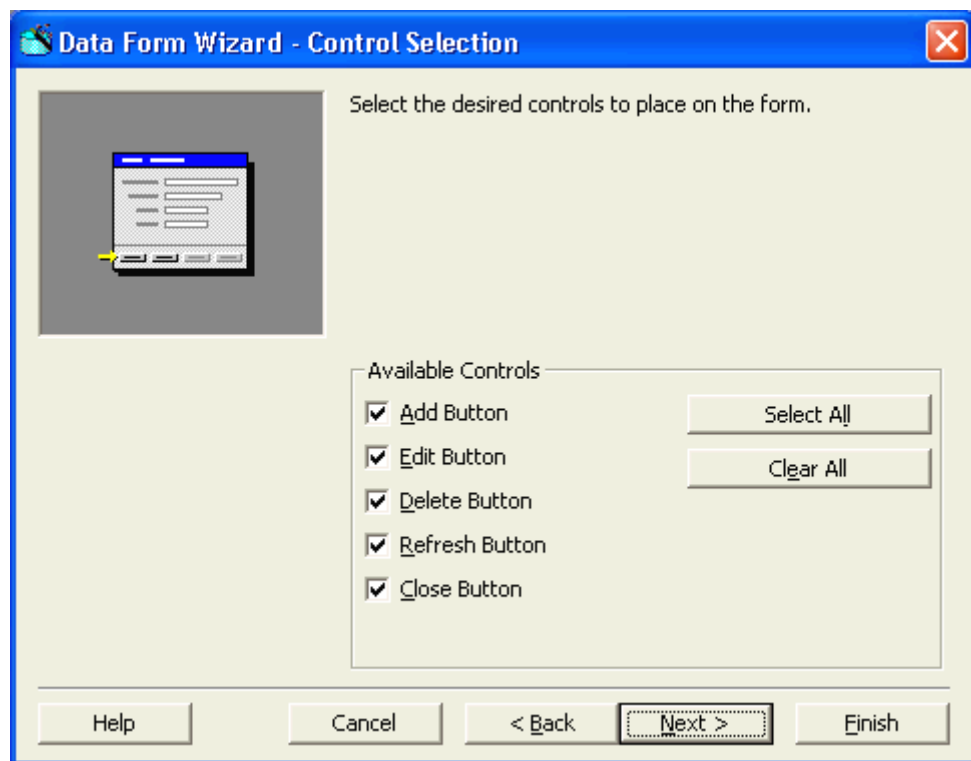 Data Form Wizard - Control Selection
Select the desired controls to place on the form.
Available Controls
Add Button
Select All
Edit Button
Clear All
Delete Button
Refresh Button
Close Button
Help
Cancel
< Back
Next >
Finish